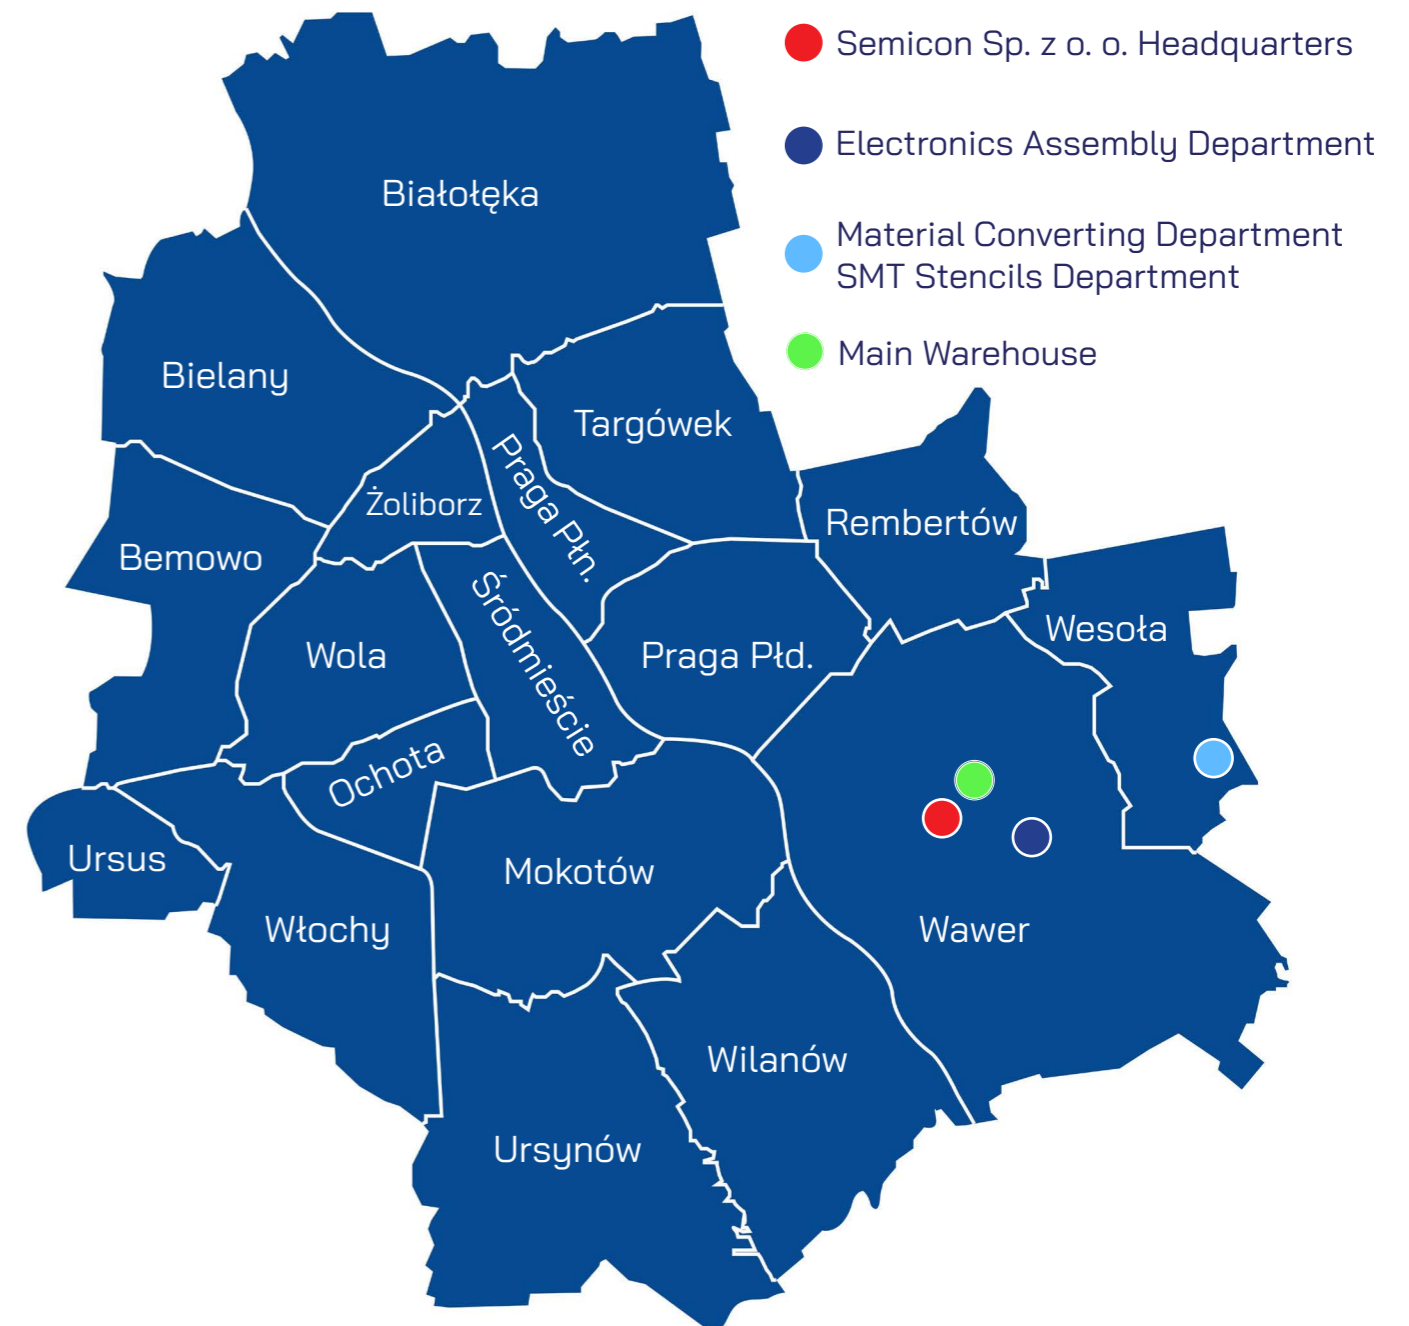 Semicon Sp. z o. o. Headquarters
Electronics Assembly Department
Material Converting Department
SMT Stencils Department
Main Warehouse
Białołęka
Bielany
Targówek
Praga Płn.
Żoliborz
Rembertów
Bemowo
Śródmieście
Wesoła
Wola
Praga Płd.
Ochota
Ursus
Mokotów
Włochy
Wawer
Wilanów
Ursynów